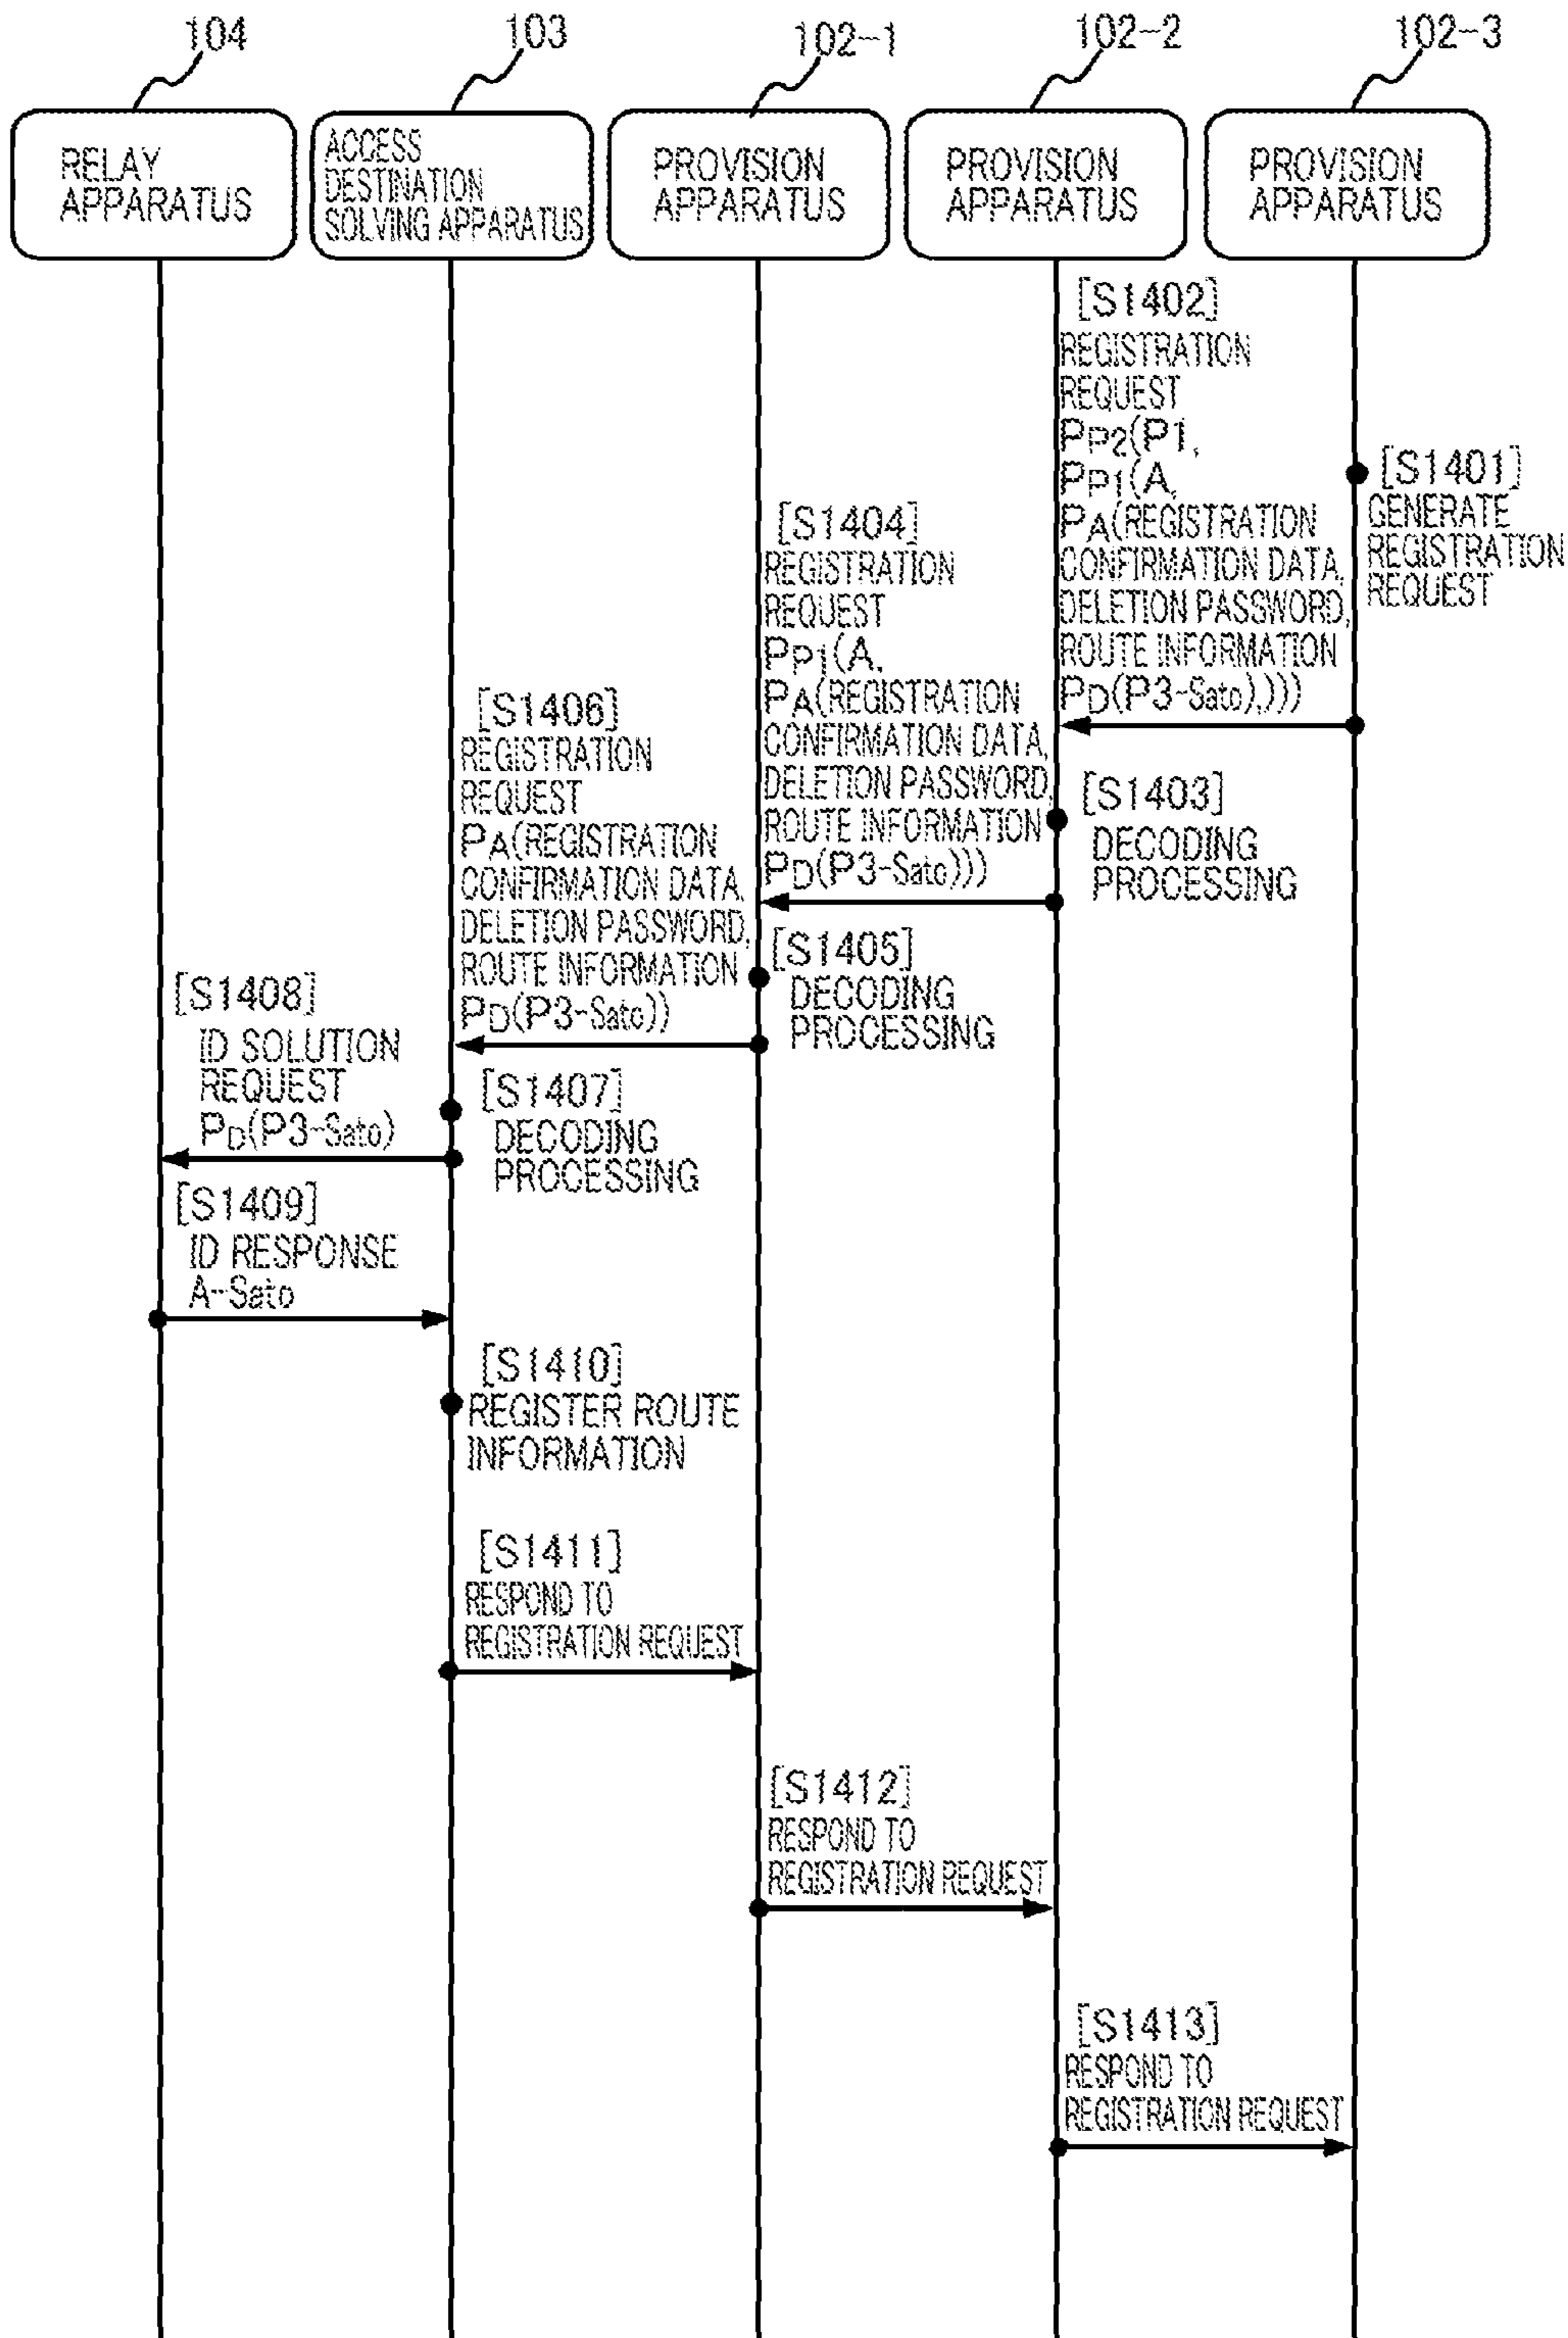 104
103
102-1
102-2
102-3
RELAY
APPARATUS
ACCESS
DESTINATION
SOLVING APPARATUS
PROVISION
APPARATUS
PROVISION
APPARATUS
PROVISION
APPARATUS
[S1401]
GENERATE
REGISTRATION
REQUEST
[S1402]
REGISTRATION
REQUEST
PP2(P1,
PP1(A,
PA(REGISTRATION
CONFIRMATION DATA,
DELETION PASSWORD,
ROUTE INFORMATION
PD(P3-Sato),)))
[S1403]
DECODING
PROCESSING
[S1404]
REGISTRATION
REQUEST
PP1(A,
PA(REGISTRATION
CONFIRMATION DATA,
DELETION PASSWORD,
ROUTE INFORMATION
PD(P3-Sato)))
[S1405]
DECODING
PROCESSING
[S1406]
REGISTRATION
REQUEST
PA(REGISTRATION
CONFIRMATION DATA,
DELETION PASSWORD,
ROUTE INFORMATION
PD(P3-Sato))
[S1407]
DECODING
PROCESSING
[S1408]
ID SOLUTION
REQUEST
PD(P3-Sato)
[S1409]
ID RESPONSE
A-Sato
[S1410]
REGISTER ROUTE
INFORMATION
[S1411]
RESPOND TO
REGISTRATION REQUEST
[S1412]
RESPOND TO
REGISTRATION REQUEST
[S1413]
RESPOND TO
REGISTRATION REQUEST